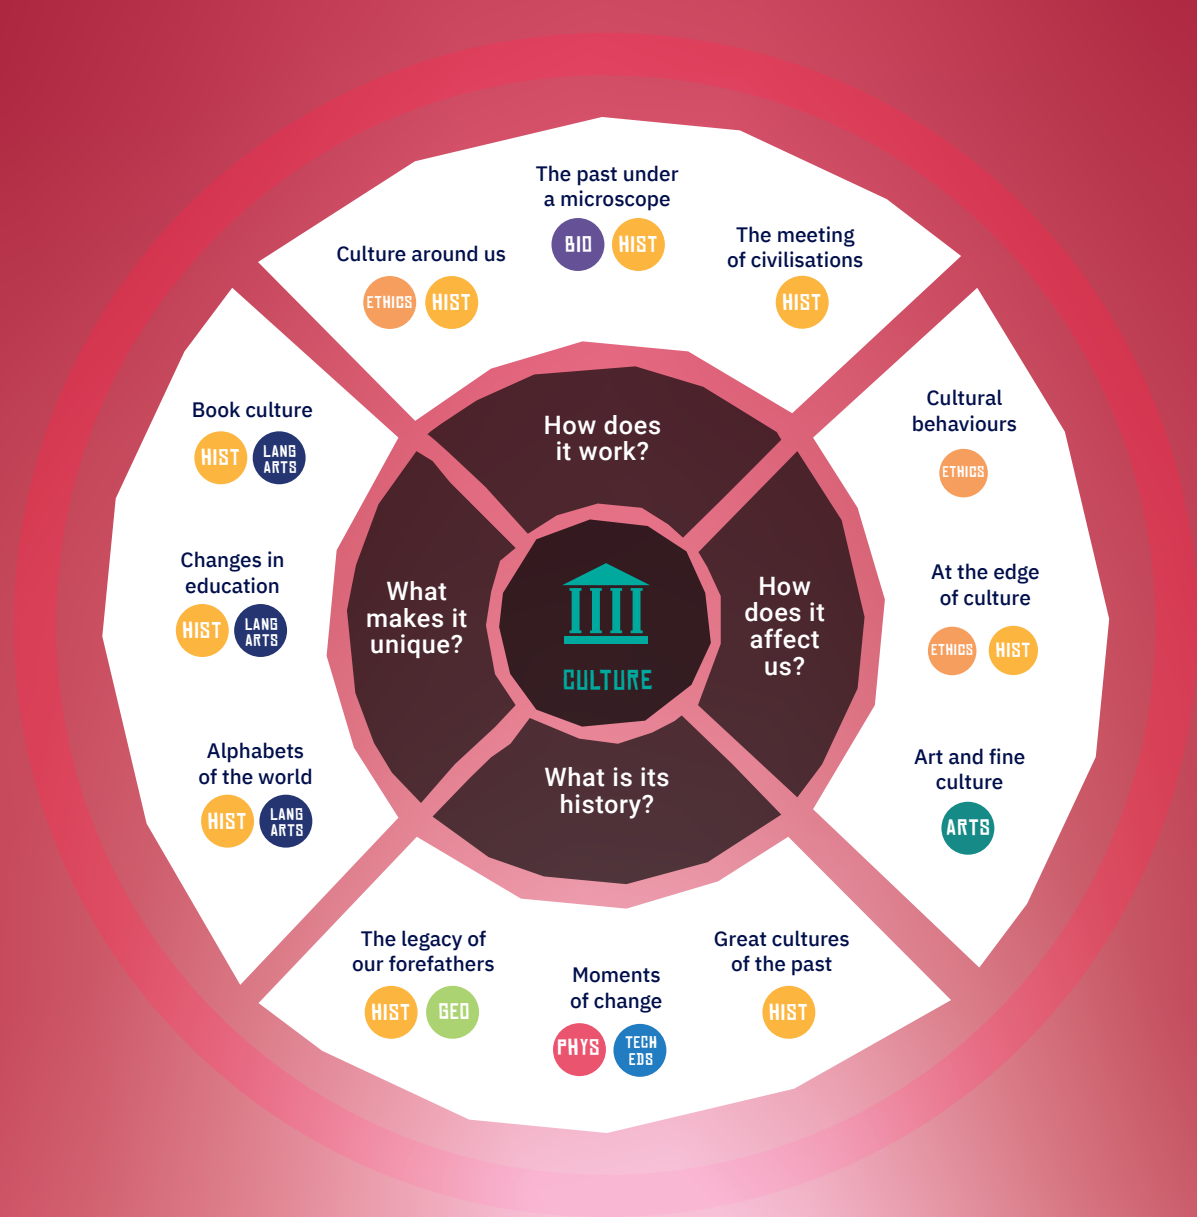 The past under
a microscope
BIO HIST
Culture around us
ETHICS HIST
The meeting
of civilisations
HIST
Book culture
HIST LANG
ARTS
Changes in
education
HIST LANG
ARTS
Alphabets
of the world
HIST LANG
ARTS
How does
it work?
What
makes it
unique?
CULTURE
How
does it
affect
us?
What is its
history?
Cultural
behaviours
ETHICS
At the edge
of culture
ETHICS HIST
Art and fine
culture
ARTS
The legacy of
our forefathers
HIST GEO
Moments
of change
PHYS TECH
EDS
Great cultures
of the past
HIST